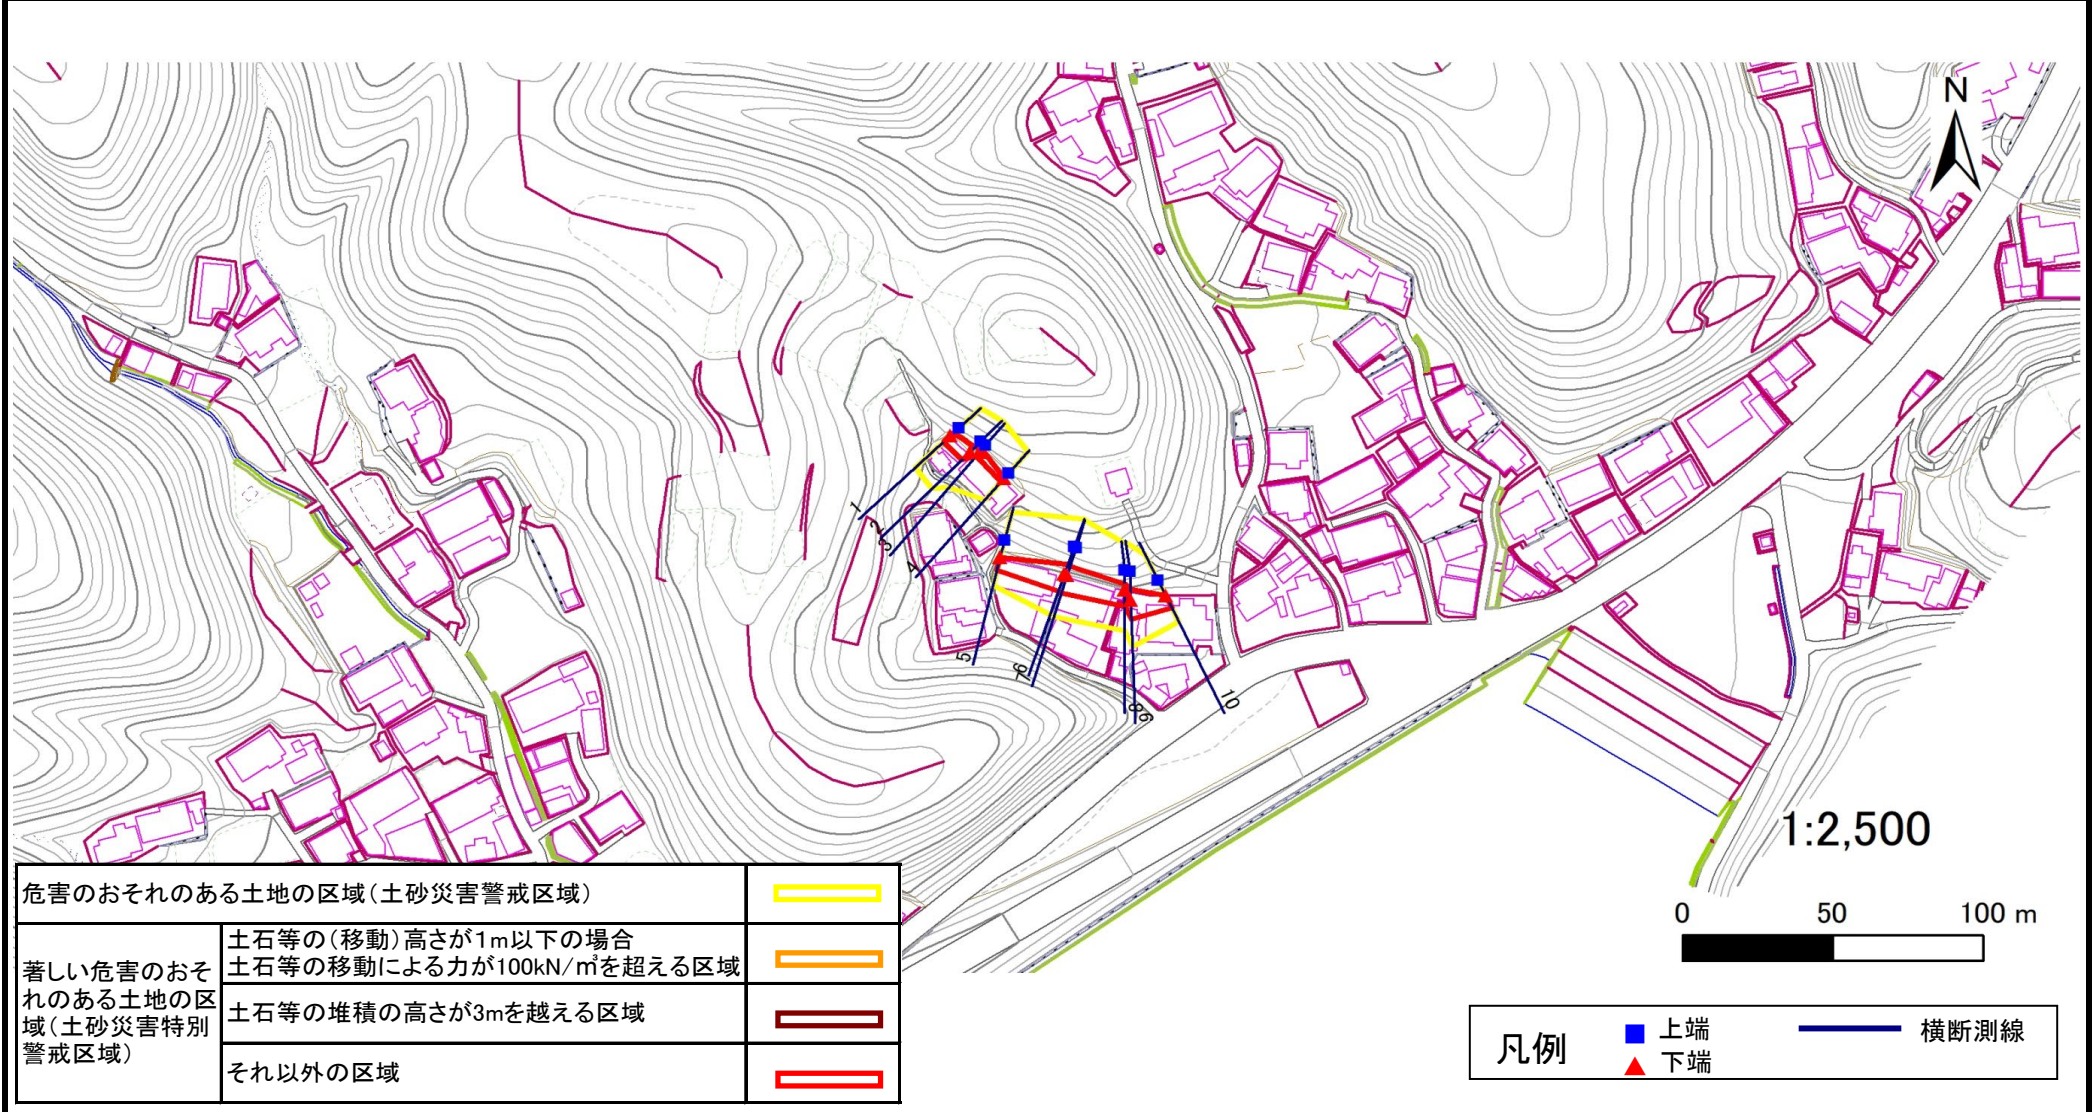 N
1
2
3
4
5
6
7
8
9
10
1:2,500
0 50 100 m
危害のおそれのある土地の区域(土砂災害警戒区域)
著しい危害のおそ
れのある土地の区
域(土砂災害特別
警戒区域)
土石等の(移動)高さが1m以下の場合
土石等の移動による力が100kN/㎡を超える区域
土石等の堆積の高さが3mを越える区域
それ以外の区域
凡例
上端
下端
横断測線